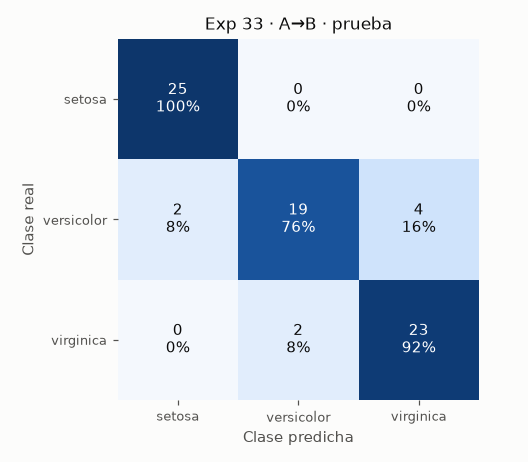 Exp 33 · A→B · prueba
Clase real
setosa
25
100%
0
0%
0
0%
versicolor
2
8%
19
76%
4
16%
virginica
0
0%
2
8%
23
92%
setosa
versicolor
virginica
Clase predicha